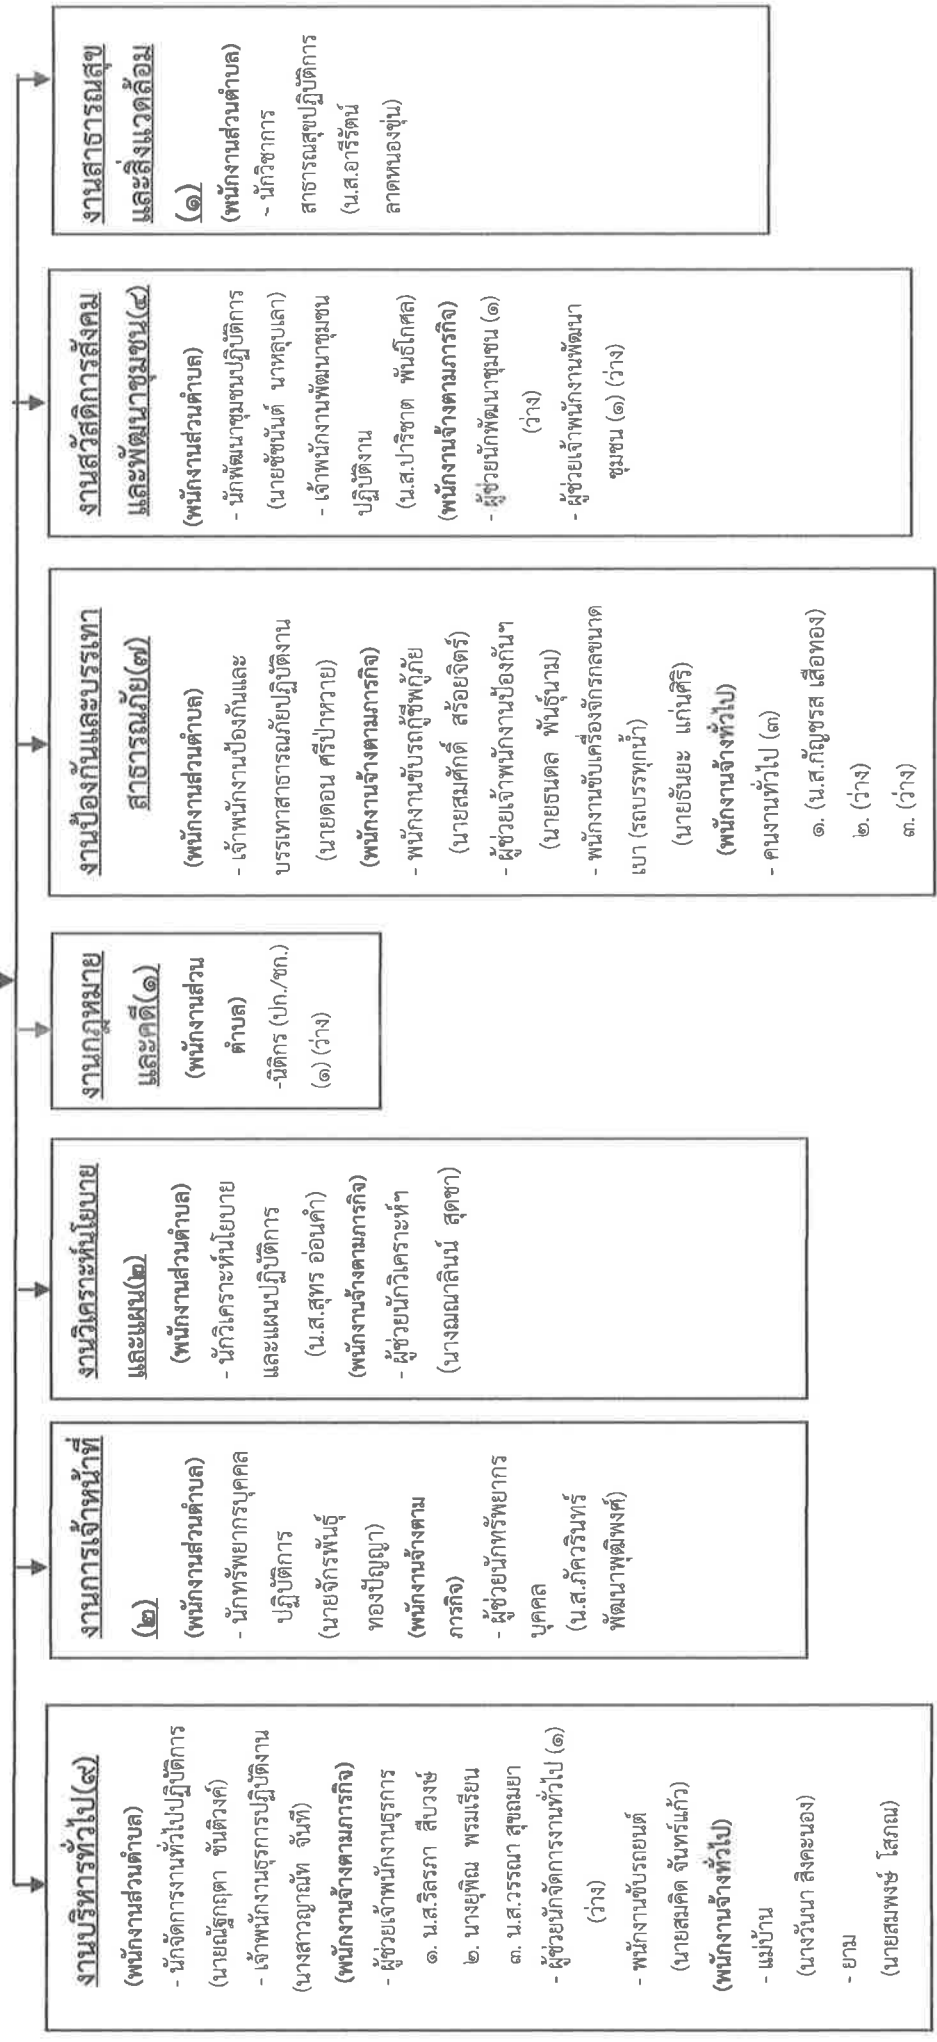 งานบริหารทั่วไป(๙)
(พนักงานส่วนตำบล)
- นักจัดการงานทั่วไปปฏิบัติการ
(นายณัฐกฤตา ขันติวงค์)
- เจ้าพนักงานธุรการปฏิบัติงาน
(นางสาวญาณัท จันที)
(พนักงานจ้างตามภารกิจ)
- ผู้ช่วยเจ้าพนักงานธุรการ
๑. น.ส.ริสรภา สืบวงษ์
๒. นางยุพิณ พรมเรียน
๓. น.ส.วรรณา สุขถมยา
- ผู้ช่วยนักจัดการงานทั่วไป (๑)
(ว่าง)
- พนักงานขับรถยนต์
(นายสมคิด จันทร์แก้ว)
(พนักงานจ้างทั่วไป)
- แม่บ้าน
(นางวันนา สิงคะนอง)
- ยาม
(นายสมพงษ์ โสภณ)
งานการเจ้าหน้าที่
(๒)
(พนักงานส่วนตำบล)
- นักทรัพยากรบุคคล
ปฏิบัติการ
(นายจักรพันธุ์
ทองปัญญา)
(พนักงานจ้างตาม
ภารกิจ)
- ผู้ช่วยนักทรัพยากร
บุคคล
(น.ส.ภัควรินทร์
พัฒนาพุฒิพงศ์)
งานวิเคราะห์นโยบาย
และแผน(๒)
(พนักงานส่วนตำบล)
- นักวิเคราะห์นโยบาย
และแผนปฏิบัติการ
(น.ส.สุทร อ่อนคำ)
(พนักงานจ้างตามภารกิจ)
- ผู้ช่วยนักวิเคราะห์ฯ
(นางฌณาลินน์ สุดชา)
งานกฎหมาย
และคดี(๑)
(พนักงานส่วน
ตำบล)
-นิติกร (ปก./ชก.)
(๑) (ว่าง)
งานป้องกันและบรรเทา
สาธารณภัย(๗)
(พนักงานส่วนตำบล)
- เจ้าพนักงานป้องกันและ
บรรเทาสาธารณภัยปฏิบัติงาน
(นายดอน ศรีป่าหวาย)
(พนักงานจ้างตามภารกิจ)
- พนักงานขับรถกู้ชีพกู้ภัย
(นายสมศักดิ์ สร้อยจิตร์)
- ผู้ช่วยเจ้าพนักงานป้องกันฯ
(นายธนดล พันธุ์นาม)
- พนักงานขับเครื่องจักรกลขนาด
เบา (รถบรรทุกน้ำ)
(นายธันยะ แก่นศิริ)
(พนักงานจ้างทั่วไป)
- คนงานทั่วไป (๓)
๑. (น.ส.กัญชรส เสือทอง)
๒. (ว่าง)
๓. (ว่าง)
งานสวัสดิการสังคม
และพัฒนาชุมชน(๔)
(พนักงานส่วนตำบล)
- นักพัฒนาชุมชนปฏิบัติการ
(นายชัชนันต์ นาหลุบเลา)
- เจ้าพนักงานพัฒนาชุมชน
ปฏิบัติงาน
(น.ส.ปาริชาต พันธ์โกศล)
(พนักงานจ้างตามภารกิจ)
- ผู้ช่วยนักพัฒนาชุมชน (๑)
(ว่าง)
- ผู้ช่วยเจ้าพนักงานพัฒนา
ชุมชน (๑) (ว่าง)
งานสาธารณสุข
และสิ่งแวดล้อม
(๑)
(พนักงานส่วนตำบล)
- นักวิชาการ
สาธารณสุขปฏิบัติการ
(น.ส.อารีรัตน์
ลาดหนองขุ่น)